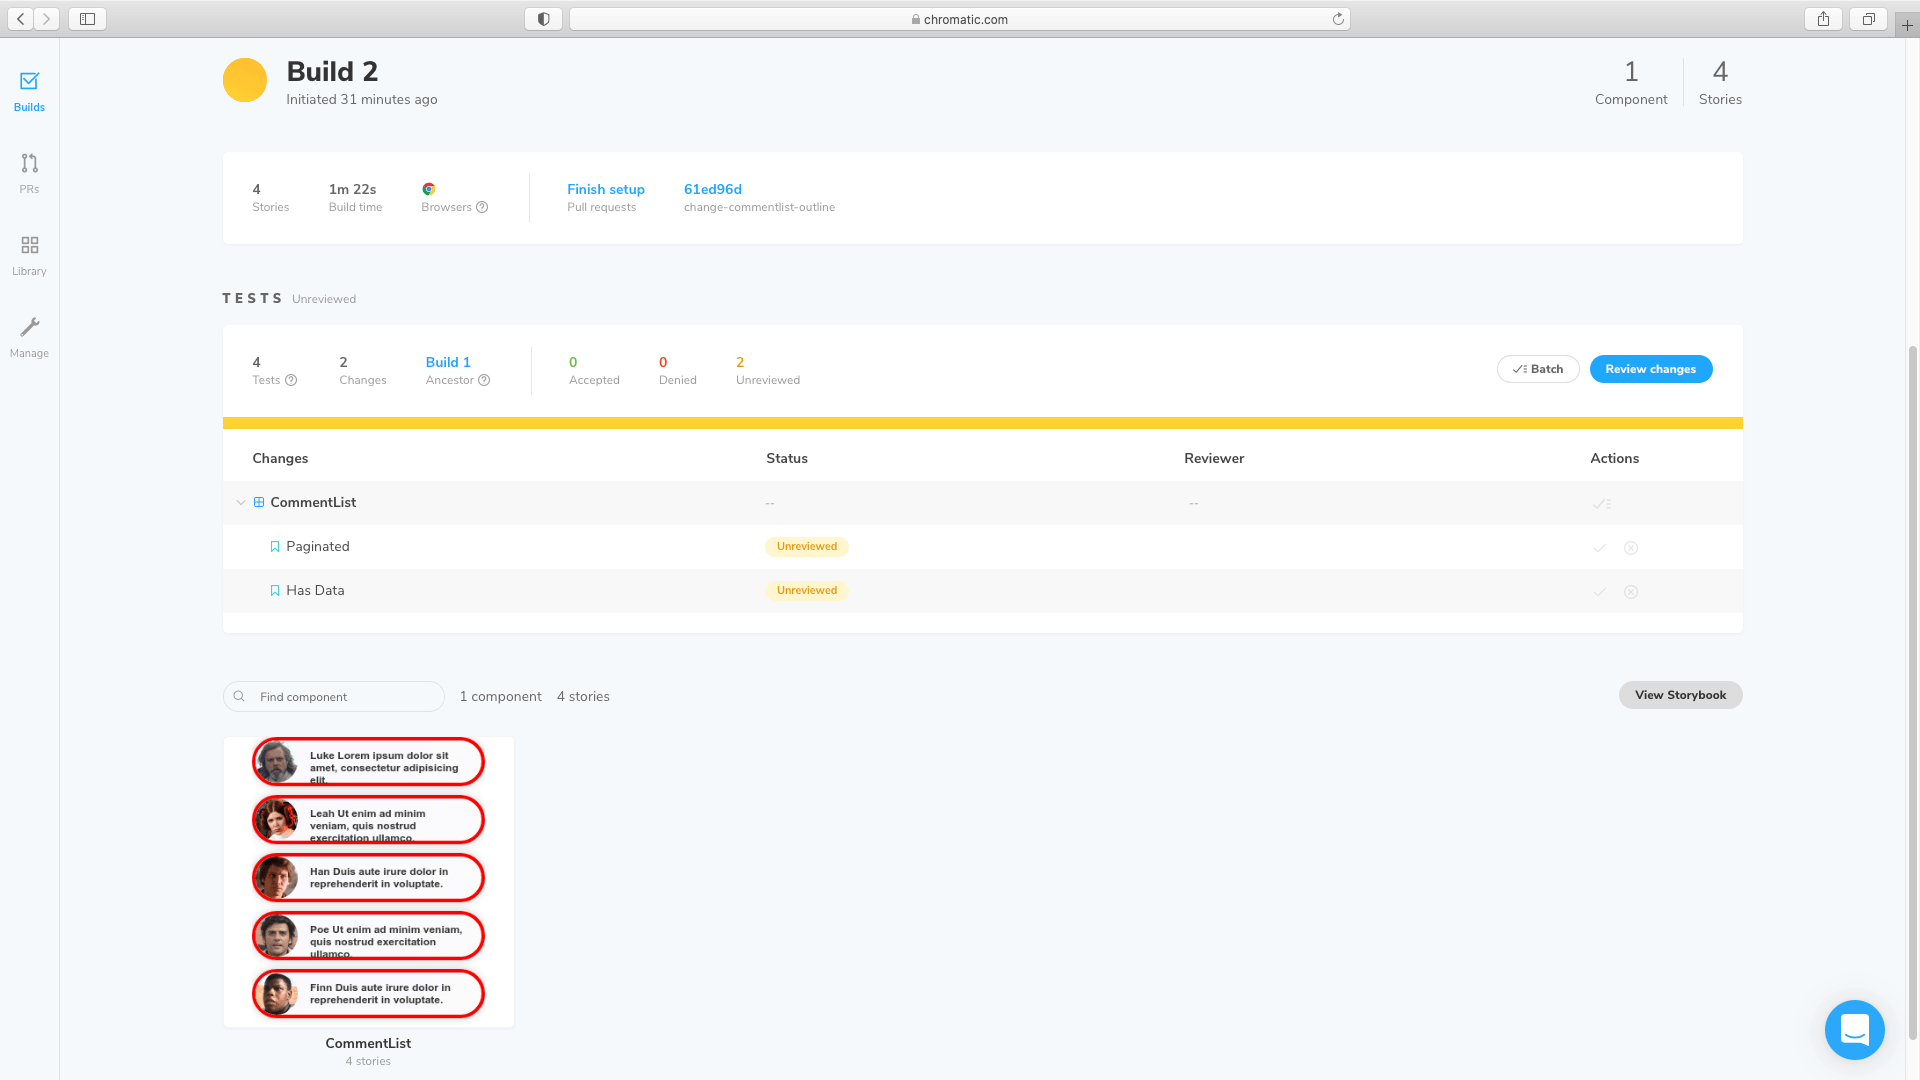 chromatic.com
Builds
PRs
Library
Manage
Build 2
Initiated 31 minutes ago
1
Component
4
Stories
4
Stories
1m 22s
Build time
Browsers
Finish setup
Pull requests
61ed96d
change-commentlist-outline
TESTS Unreviewed
4
Tests
2
Changes
Build 1
Ancestor
0
Accepted
0
Denied
2
Unreviewed
Batch
Review changes
Changes Status Reviewer Actions
CommentList -- --
Paginated Unreviewed
Has Data Unreviewed
Find component 1 component 4 stories
View Storybook
Luke Lorem ipsum dolor sit
amet, consectetur adipisicing
elit.
Leah Ut enim ad minim
veniam, quis nostrud
exercitation ullamco.
Han Duis aute irure dolor in
reprehenderit in voluptate.
Poe Ut enim ad minim veniam,
quis nostrud exercitation
ullamco.
Finn Duis aute irure dolor in
reprehenderit in voluptate.
CommentList
4 stories